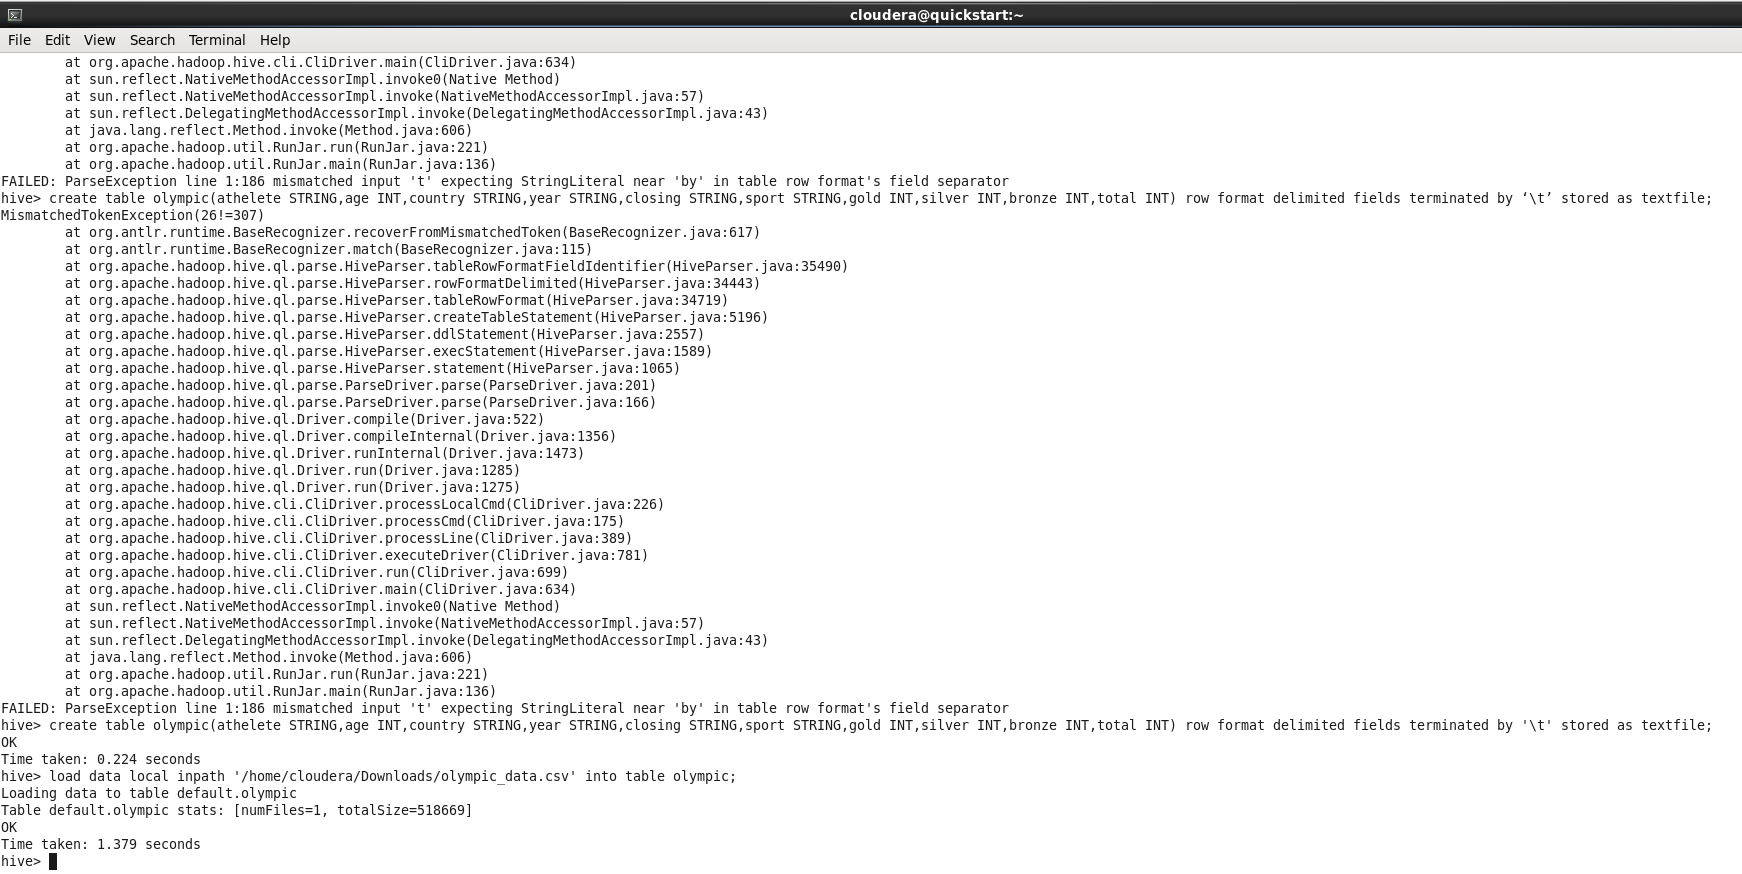 cloudera@quickstart:~
File Edit View Search Terminal Help
        at org.apache.hadoop.hive.cli.CliDriver.main(CliDriver.java:634)
        at sun.reflect.NativeMethodAccessorImpl.invoke0(Native Method)
        at sun.reflect.NativeMethodAccessorImpl.invoke(NativeMethodAccessorImpl.java:57)
        at sun.reflect.DelegatingMethodAccessorImpl.invoke(DelegatingMethodAccessorImpl.java:43)
        at java.lang.reflect.Method.invoke(Method.java:606)
        at org.apache.hadoop.util.RunJar.run(RunJar.java:221)
        at org.apache.hadoop.util.RunJar.main(RunJar.java:136)
FAILED: ParseException line 1:186 mismatched input 't' expecting StringLiteral near 'by' in table row format's field separator
hive> create table olympic(athelete STRING,age INT,country STRING,year STRING,closing STRING,sport STRING,gold INT,silver INT,bronze INT,total INT) row format delimited fields terminated by ‘\t’ stored as textfile;
MismatchedTokenException(26!=307)
        at org.antlr.runtime.BaseRecognizer.recoverFromMismatchedToken(BaseRecognizer.java:617)
        at org.antlr.runtime.BaseRecognizer.match(BaseRecognizer.java:115)
        at org.apache.hadoop.hive.ql.parse.HiveParser.tableRowFormatFieldIdentifier(HiveParser.java:35490)
        at org.apache.hadoop.hive.ql.parse.HiveParser.rowFormatDelimited(HiveParser.java:34443)
        at org.apache.hadoop.hive.ql.parse.HiveParser.tableRowFormat(HiveParser.java:34719)
        at org.apache.hadoop.hive.ql.parse.HiveParser.createTableStatement(HiveParser.java:5196)
        at org.apache.hadoop.hive.ql.parse.HiveParser.ddlStatement(HiveParser.java:2557)
        at org.apache.hadoop.hive.ql.parse.HiveParser.execStatement(HiveParser.java:1589)
        at org.apache.hadoop.hive.ql.parse.HiveParser.statement(HiveParser.java:1065)
        at org.apache.hadoop.hive.ql.parse.ParseDriver.parse(ParseDriver.java:201)
        at org.apache.hadoop.hive.ql.parse.ParseDriver.parse(ParseDriver.java:166)
        at org.apache.hadoop.hive.ql.Driver.compile(Driver.java:522)
        at org.apache.hadoop.hive.ql.Driver.compileInternal(Driver.java:1356)
        at org.apache.hadoop.hive.ql.Driver.runInternal(Driver.java:1473)
        at org.apache.hadoop.hive.ql.Driver.run(Driver.java:1285)
        at org.apache.hadoop.hive.ql.Driver.run(Driver.java:1275)
        at org.apache.hadoop.hive.cli.CliDriver.processLocalCmd(CliDriver.java:226)
        at org.apache.hadoop.hive.cli.CliDriver.processCmd(CliDriver.java:175)
        at org.apache.hadoop.hive.cli.CliDriver.processLine(CliDriver.java:389)
        at org.apache.hadoop.hive.cli.CliDriver.executeDriver(CliDriver.java:781)
        at org.apache.hadoop.hive.cli.CliDriver.run(CliDriver.java:699)
        at org.apache.hadoop.hive.cli.CliDriver.main(CliDriver.java:634)
        at sun.reflect.NativeMethodAccessorImpl.invoke0(Native Method)
        at sun.reflect.NativeMethodAccessorImpl.invoke(NativeMethodAccessorImpl.java:57)
        at sun.reflect.DelegatingMethodAccessorImpl.invoke(DelegatingMethodAccessorImpl.java:43)
        at java.lang.reflect.Method.invoke(Method.java:606)
        at org.apache.hadoop.util.RunJar.run(RunJar.java:221)
        at org.apache.hadoop.util.RunJar.main(RunJar.java:136)
FAILED: ParseException line 1:186 mismatched input 't' expecting StringLiteral near 'by' in table row format's field separator
hive> create table olympic(athelete STRING,age INT,country STRING,year STRING,closing STRING,sport STRING,gold INT,silver INT,bronze INT,total INT) row format delimited fields terminated by '\t' stored as textfile;
OK
Time taken: 0.224 seconds
hive> load data local inpath '/home/cloudera/Downloads/olympic_data.csv' into table olympic;
Loading data to table default.olympic
Table default.olympic stats: [numFiles=1, totalSize=518669]
OK
Time taken: 1.379 seconds
hive>